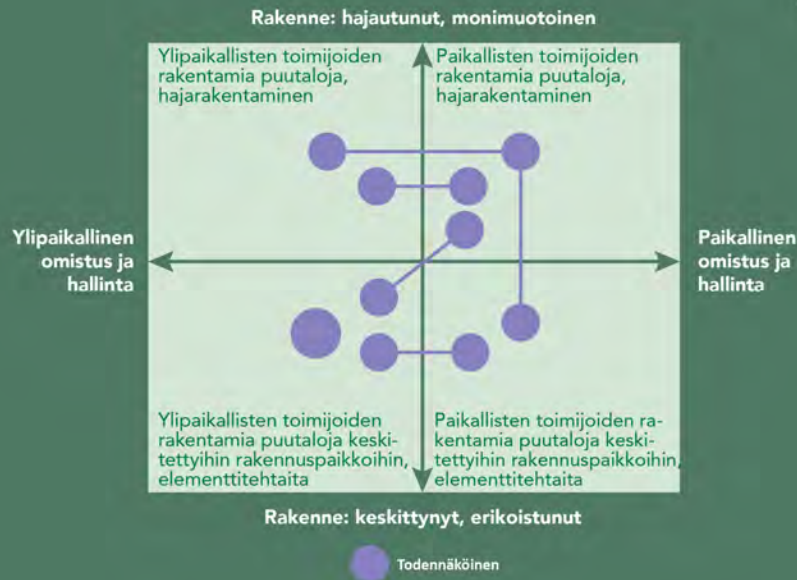 Rakenne: hajautunut, monimuotoinen
Ylipaikallisten toimijoiden
rakentamia puutaloja,
hajarakentaminen
Paikallisten toimijoiden
rakentamia puutaloja,
hajarakentaminen
Ylipaikallinen
omistus ja
hallinta
Paikallinen
omistus ja
hallinta
Ylipaikallisten toimijoiden
rakentamia puutaloja keski-
tettyihin rakennuspaikkoihin,
elementtitehtaita
Paikallisten toimijoiden ra-
kentamia puutaloja keski-
tettyihin rakennuspaikkoihin,
elementtitehtaita
Rakenne: keskittynyt, erikoistunut
Todennäköinen